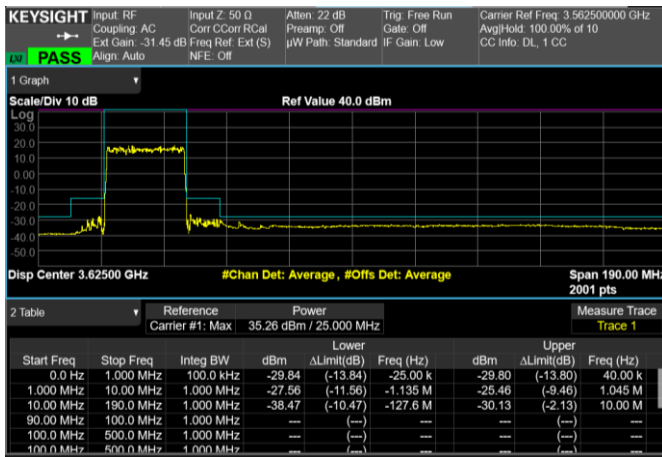 KEYSIGHT Input: RF Input Z: 50 Ω Atten: 22 dB Trig: Free Run Carrier Ref Freq: 3.562500000 GHz
Coupling: AC Corr CCorr RCal Preamp: Off Gate: Off Avg|Hold: 100.00% of 10
Ext Gain: -31.45 dB Freq Ref: Ext (S) µW Path: Standard IF Gain: Low CC Info: DL, 1 CC
LXI PASS Align: Auto NFE: Off
1 Graph
Scale/Div 10 dB Ref Value 40.0 dBm
Log
30.0
20.0
10.0
0.00
-10.0
-20.0
-30.0
-40.0
-50.0
Disp Center 3.62500 GHz #Chan Det: Average , #Offs Det: Average Span 190.00 MHz
2001 pts
2 Table Reference Power Measure Trace
Carrier #1: Max 35.26 dBm / 25.000 MHz Trace 1
Lower Upper
Start Freq Stop Freq Integ BW dBm ΔLimit(dB) Freq (Hz) dBm ΔLimit(dB) Freq (Hz)
0.0 Hz 1.000 MHz 100.0 kHz -29.84 (-13.84) -25.00 k -29.80 (-13.80) 40.00 k
1.000 MHz 10.00 MHz 1.000 MHz -27.56 (-11.56) -1.135 M -25.46 (-9.46) 1.045 M
10.00 MHz 190.0 MHz 1.000 MHz -38.47 (-10.47) -127.6 M -30.13 (-2.13) 10.00 M
90.00 MHz 100.0 MHz 1.000 MHz --- (---) --- --- (---) ---
100.0 MHz 500.0 MHz 1.000 MHz --- (---) --- --- (---) ---
100.0 MHz 500.0 MHz 1.000 MHz --- (---) --- --- (---) ---